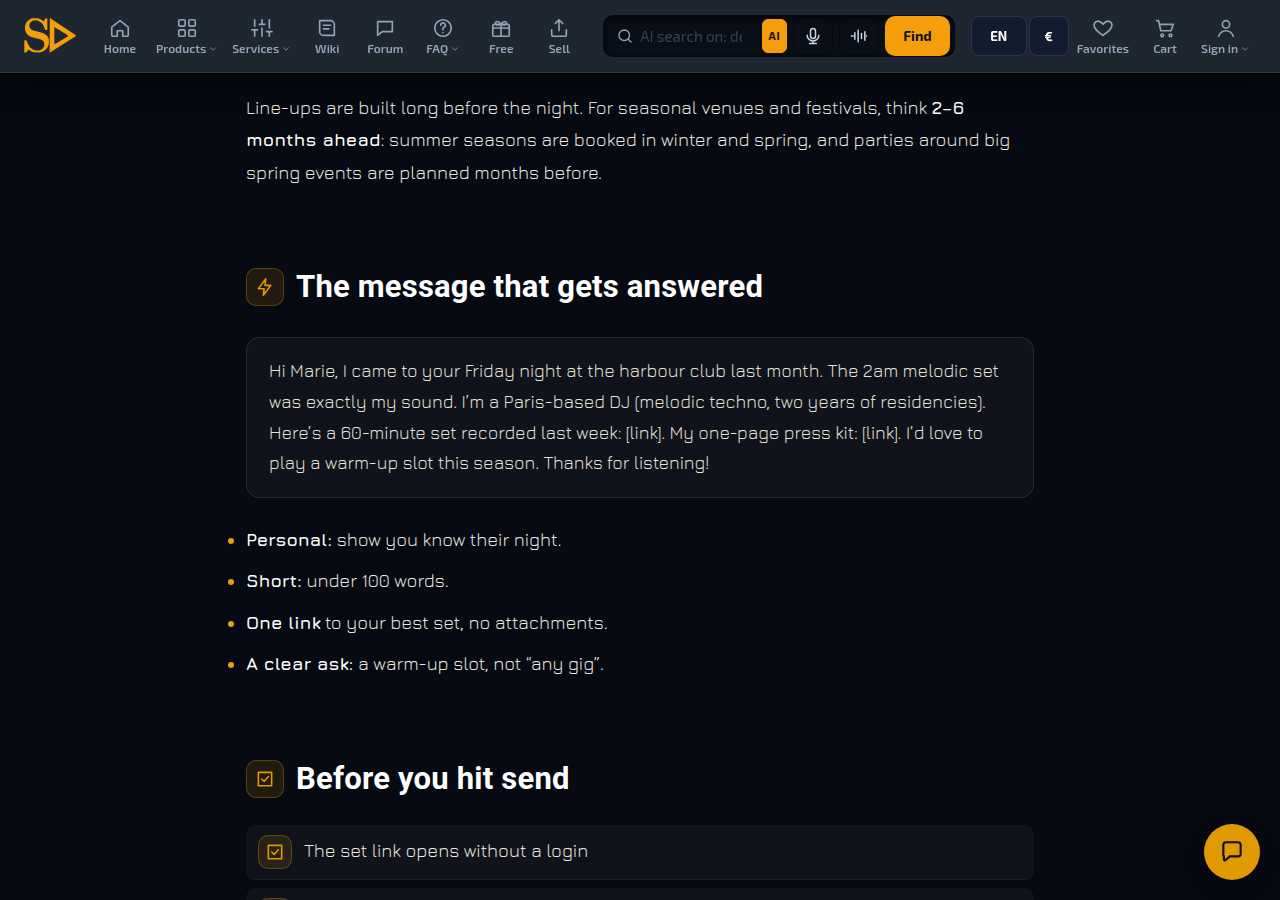 SD
Home
Products
Services
Wiki
Forum
FAQ
Free
Sell
AI search on: de
AI
Find
EN
€
Favorites
Cart
Sign in
Line-ups are built long before the night. For seasonal venues and festivals, think 2–6
months ahead: summer seasons are booked in winter and spring, and parties around big
spring events are planned months before.
The message that gets answered
Hi Marie, I came to your Friday night at the harbour club last month. The 2am melodic set
was exactly my sound. I’m a Paris-based DJ (melodic techno, two years of residencies).
Here’s a 60-minute set recorded last week: [link]. My one-page press kit: [link]. I’d love to
play a warm-up slot this season. Thanks for listening!
Personal: show you know their night.
Short: under 100 words.
One link to your best set, no attachments.
A clear ask: a warm-up slot, not “any gig”.
Before you hit send
The set link opens without a login